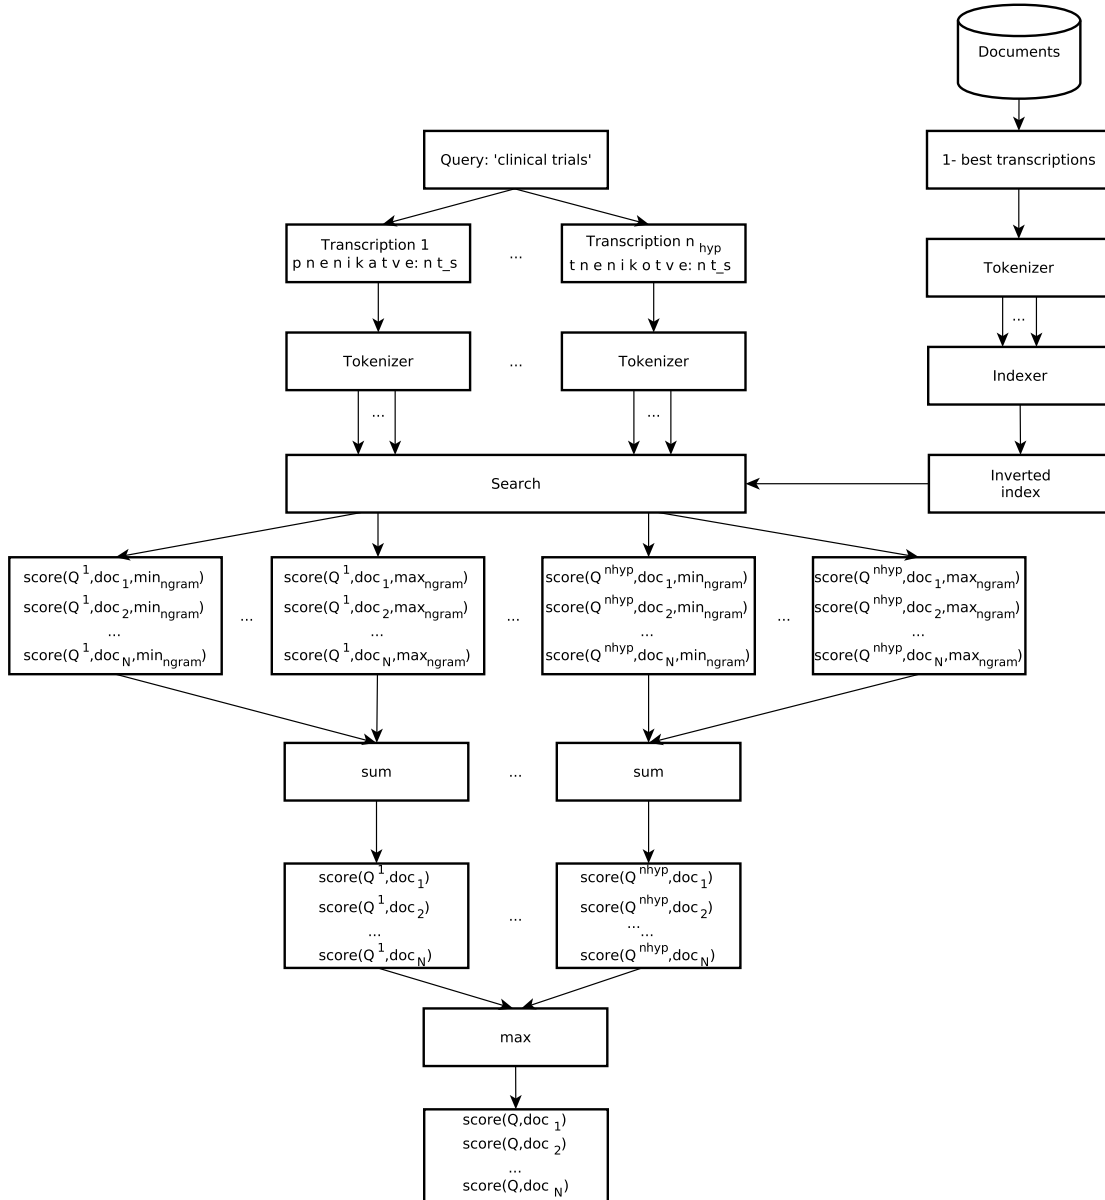 Documents
Query: 'clinical trials'
1- best transcriptions
Transcription 1
p n e n i k a t v e: n t_s
...
Transcription n hyp
t n e n i k o t v e: n t_s
Tokenizer
...
Indexer
Tokenizer
...
Tokenizer
...
...
Search
Inverted
index
score(Q 1,doc 1,min ngram)
score(Q 1,doc 2,min ngram)
...
score(Q 1,doc N,min ngram)
...
score(Q 1,doc 1,max ngram)
score(Q 1,doc 2,max ngram)
...
score(Q 1,doc N,max ngram)
...
score(Q nhyp,doc 1,min ngram)
score(Q nhyp,doc 2,min ngram)
...
score(Q nhyp,doc N,min ngram)
...
score(Q nhyp,doc 1,max ngram)
score(Q nhyp,doc 2,max ngram)
...
score(Q nhyp,doc N,max ngram)
sum
...
sum
score(Q 1,doc 1)
score(Q 1,doc 2)
...
score(Q 1,doc N)
...
score(Q nhyp,doc 1)
score(Q nhyp,doc 2)
...
...
score(Q nhyp,doc N)
max
score(Q,doc 1)
score(Q,doc 2)
...
score(Q,doc N)